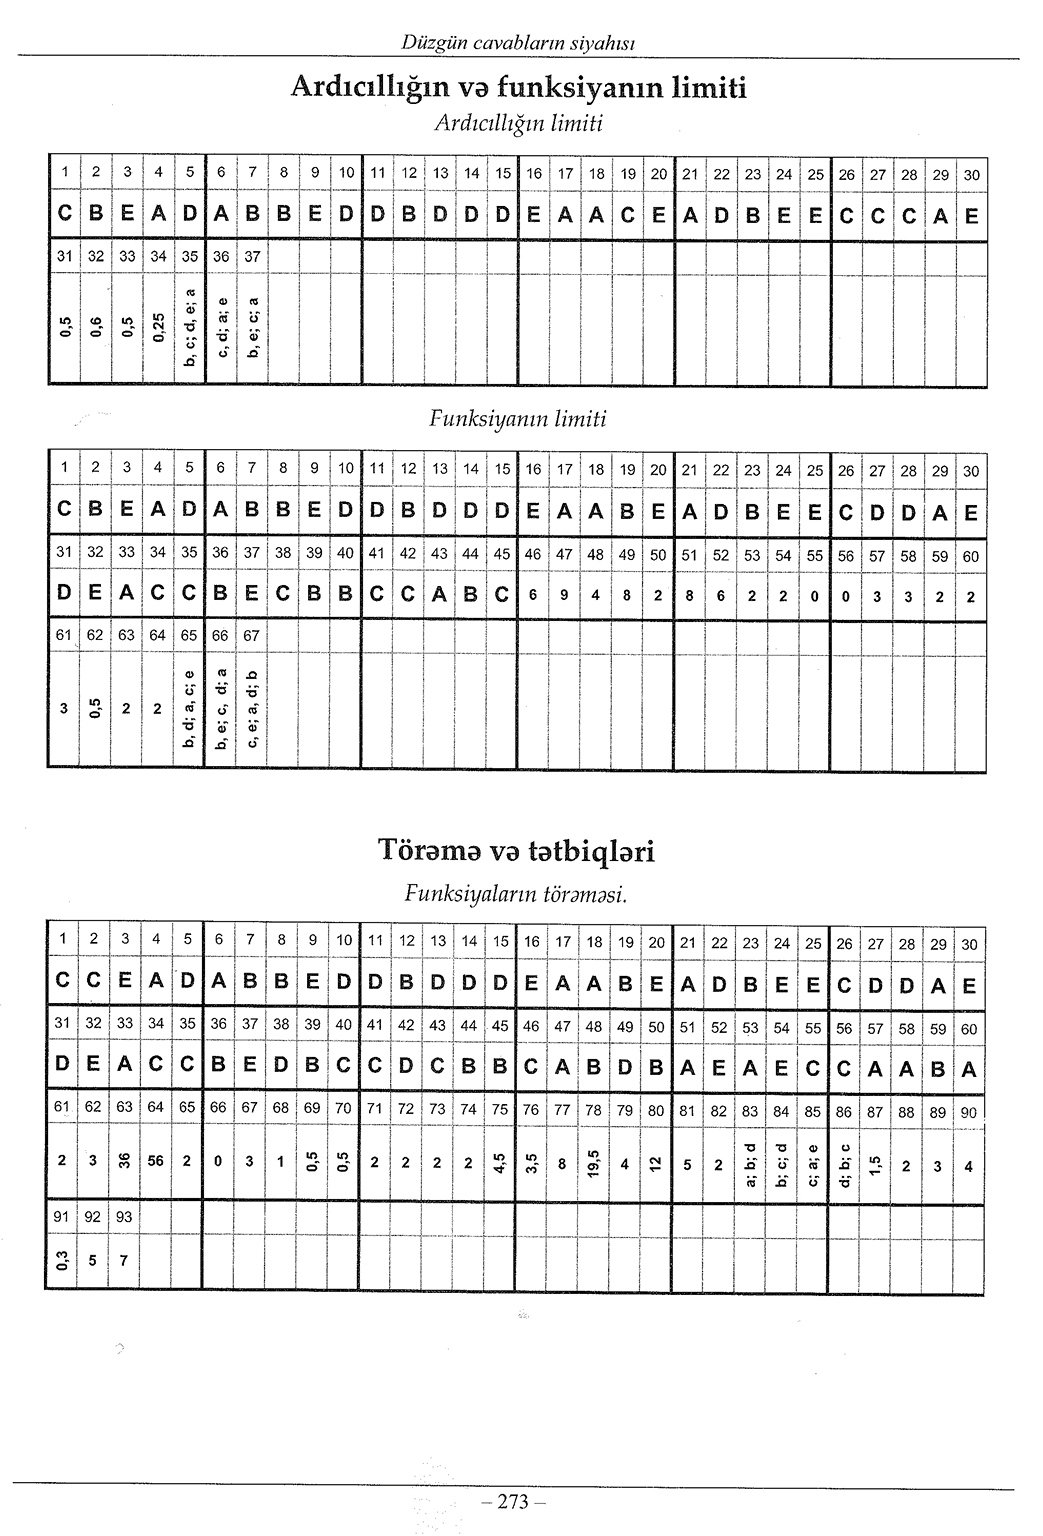 Düzgün cavabların siyahısı
Ardıcıllığın və funksiyanın limiti
Ardıcıllığın limiti
1 2 3 4 5 6 7 8 9 10 11 12 13 14 15 16 17 18 19 20 21 22 23 24 25 26 27 28 29 30
C B E A D A B B E D D B D D D E A A C E A D B E E C C C A E
31 32 33 34 35 36 37
0,5 0,6 0,5 0,25 b, c; d, e; a c, d; a; e b, e; c; a
Funksiyanın limiti
1 2 3 4 5 6 7 8 9 10 11 12 13 14 15 16 17 18 19 20 21 22 23 24 25 26 27 28 29 30
C B E A D A B B E D D B D D D E A A B E A D B E E C D D A E
31 32 33 34 35 36 37 38 39 40 41 42 43 44 45 46 47 48 49 50 51 52 53 54 55 56 57 58 59 60
D E A C C B E C B B C C A B C 6 9 4 8 2 8 6 2 2 0 0 3 3 2 2
61 62 63 64 65 66 67
3 0,5 2 2 b, d; a, c; e b, e; c, d; a c, e; a, d; b
Törəmə və tətbiqləri
Funksiyaların törəməsi.
1 2 3 4 5 6 7 8 9 10 11 12 13 14 15 16 17 18 19 20 21 22 23 24 25 26 27 28 29 30
C C E A D A B B E D D B D D D E A A B E A D B E E C D D A E
31 32 33 34 35 36 37 38 39 40 41 42 43 44 45 46 47 48 49 50 51 52 53 54 55 56 57 58 59 60
D E A C C B E D B C C D C B B C A B D B A E A E C C A A B A
61 62 63 64 65 66 67 68 69 70 71 72 73 74 75 76 77 78 79 80 81 82 83 84 85 86 87 88 89 90
2 3 36 56 2 0 3 1 0,5 0,5 2 2 2 2 4,5 3,5 8 19,5 4 12 5 2 a; b; d b; c; d c; a; e d; b; c 1,5 2 3 4
91 92 93
0,3 5 7
– 273 –